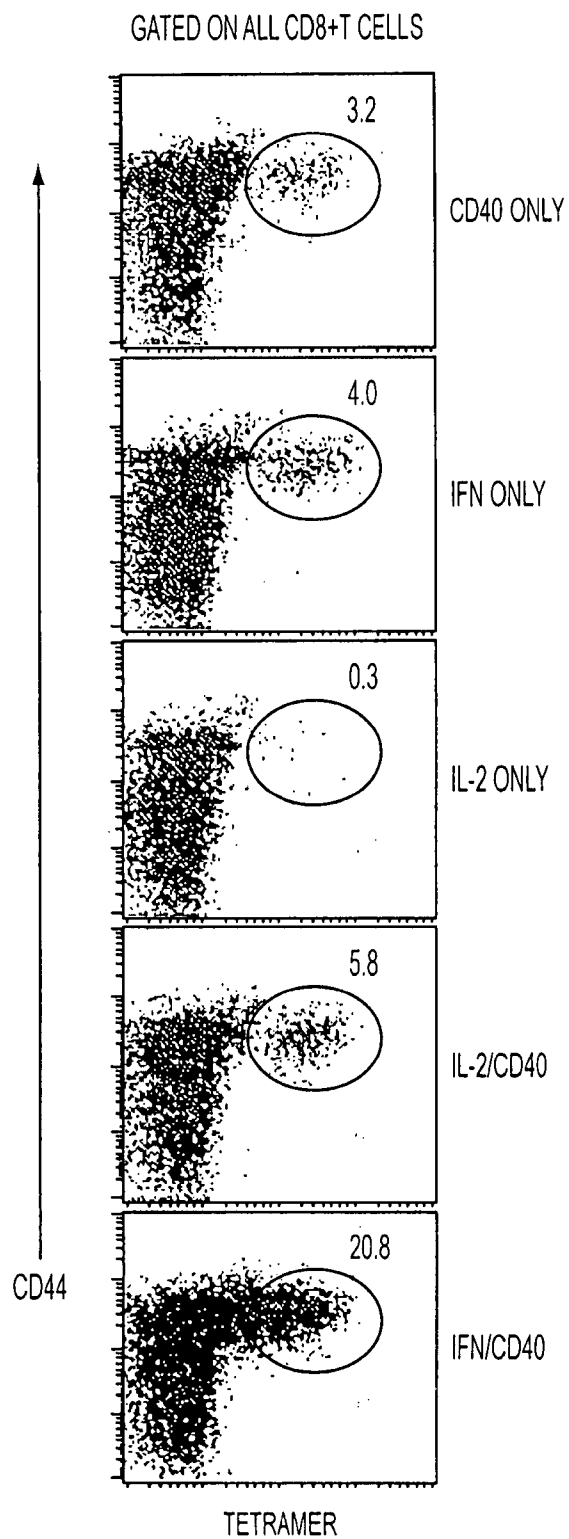 GATED ON ALL CD8+T CELLS
3.2
CD40 ONLY
4.0
IFN ONLY
0.3
IL-2 ONLY
5.8
IL-2/CD40
20.8
IFN/CD40
CD44
TETRAMER